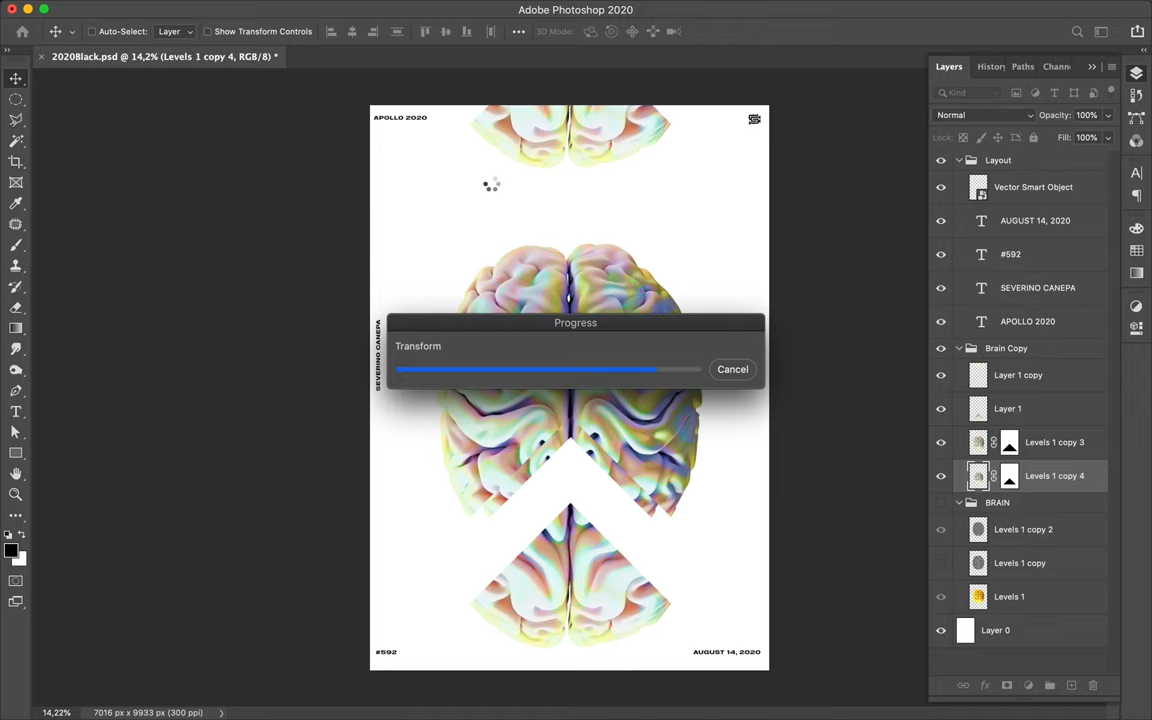 Adobe Photoshop 2020
Auto-Select:
Layer
Show Transform Controls
3D Mode:
2020Black.psd @ 14,2% (Levels 1 copy 4, RGB/8) *
Layers
History
Paths
Chann
Kind
Normal
Opacity: 100%
Lock:
Fill: 100%
Layout
Vector Smart Object
AUGUST 14, 2020
#592
SEVERINO CANEPA
APOLLO 2020
Brain Copy
Layer 1 copy
Layer 1
Levels 1 copy 3
Levels 1 copy 4
BRAIN
Levels 1 copy 2
Levels 1 copy
Levels 1
Layer 0
APOLLO 2020
SEVERINO CANEPA
Progress
Transform
Cancel
#592
AUGUST 14, 2020
14,22%
7016 px x 9933 px (300 ppi)